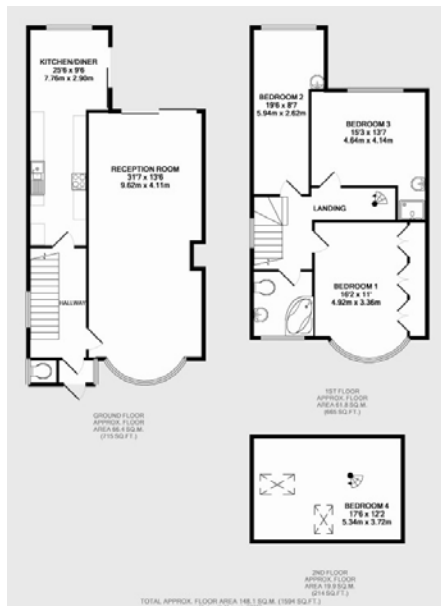 KITCHEN/DINER
25'6 x 9'6
7.76m x 2.90m
RECEPTION ROOM
31'7 x 13'6
9.62m x 4.11m
HALLWAY
GROUND FLOOR
APPROX. FLOOR
AREA 66.4 SQ.M.
(715 SQ.FT.)
BEDROOM 2
19'6 x 8'7
5.94m x 2.62m
BEDROOM 3
15'3 x 13'7
4.64m x 4.14m
LANDING
BEDROOM 1
16'2 x 11'
4.92m x 3.36m
1ST FLOOR
APPROX. FLOOR
AREA 61.8 SQ.M.
(665 SQ.FT.)
BEDROOM 4
17'6 x 12'2
5.34m x 3.72m
2ND FLOOR
APPROX. FLOOR
AREA 19.9 SQ.M.
(214 SQ.FT.)
TOTAL APPROX. FLOOR AREA 148.1 SQ.M. (1594 SQ.FT.)